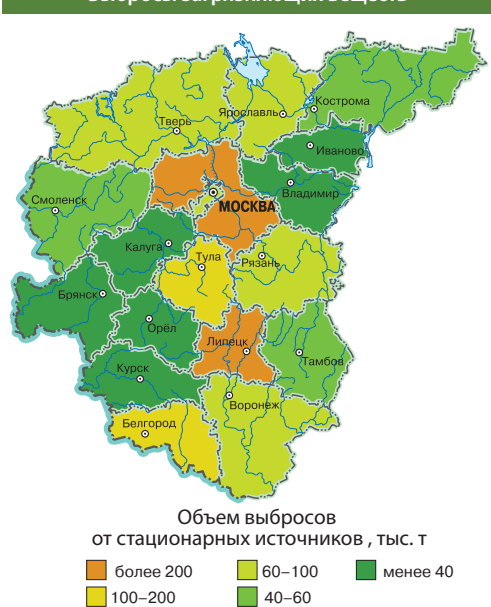 Кострома
Ярославль
Тверь
Иваново
Владимир
Смоленск
МОСКВА
Калуга
Тула
Рязань
Брянск
Орёл
Липецк
Тамбов
Курск
Воронеж
Белгород
Объем выбросов
от стационарных источников , тыс. т
более 200
60–100
менее 40
100–200
40–60